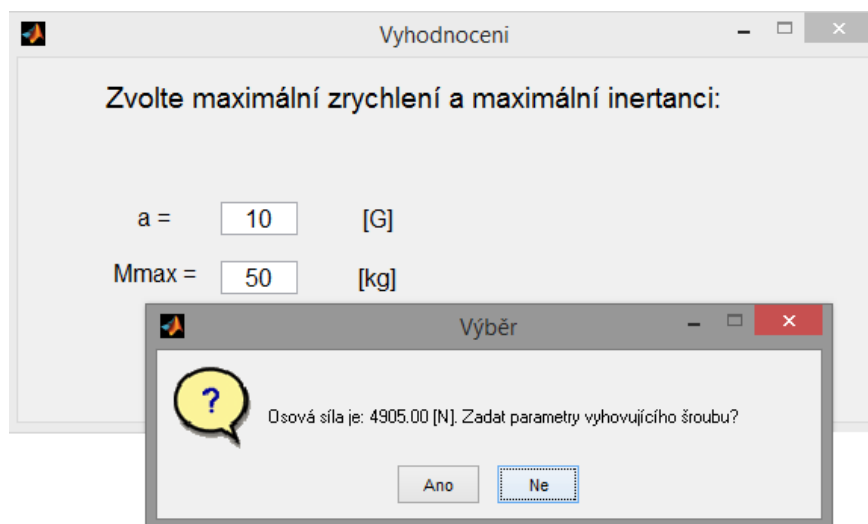 Vyhodnoceni
Zvolte maximální zrychlení a maximální inertanci:
a = 10 [G]
Mmax = 50 [kg]
Výběr
?
Osová síla je: 4905.00 [N]. Zadat parametry vyhovujícího šroubu?
Ano Ne